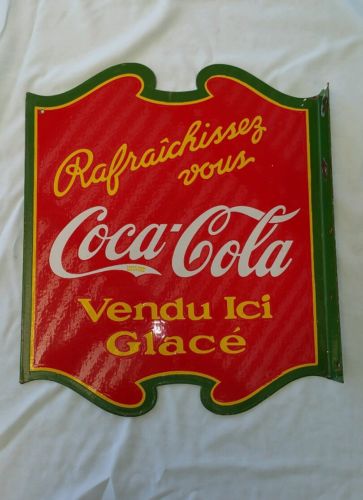 Rafraîchissez
vous
Coca-Cola
Vendu Ici
Glacé